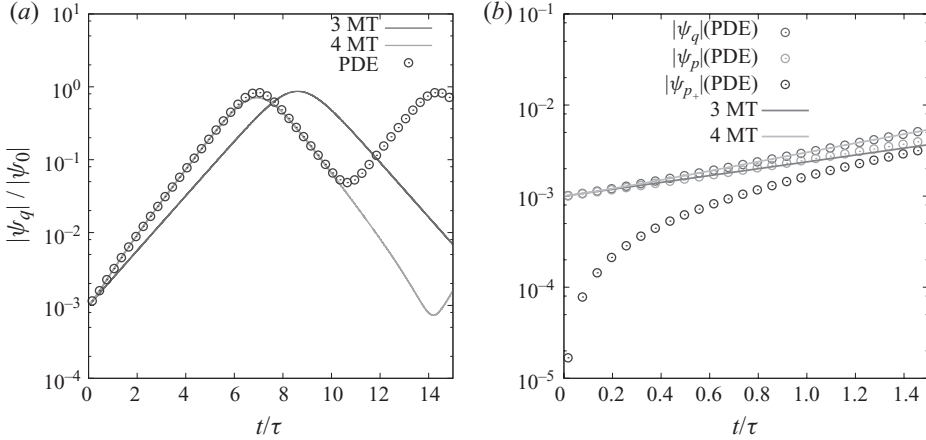 (a)
3 MT
4 MT
PDE
10^1
10^0
10^{-1}
10^{-2}
10^{-3}
10^{-4}
|ψ_q| / |ψ_0|
0 2 4 6 8 10 12 14
t/τ
(b)
|ψ_q|(PDE)
|ψ_p|(PDE)
|ψ_{p_+}|(PDE)
3 MT
4 MT
10^{-1}
10^{-2}
10^{-3}
10^{-4}
10^{-5}
0 0.2 0.4 0.6 0.8 1.0 1.2 1.4
t/τ